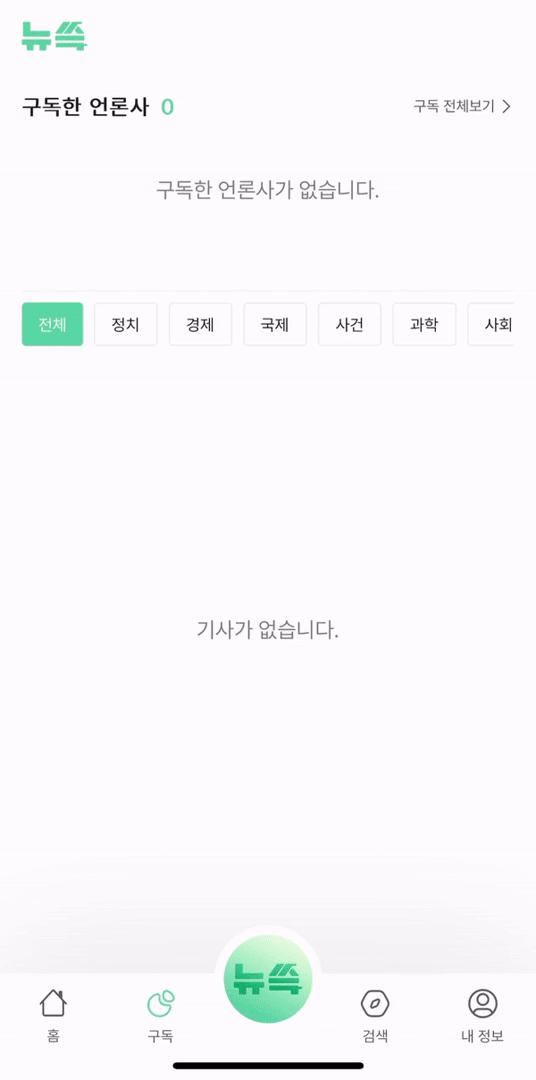 뉴쓱
구독한 언론사 0
구독 전체보기
구독한 언론사가 없습니다.
전체 정치 경제 국제 사건 과학 사회
기사가 없습니다.
뉴쓱
홈 구독 검색 내 정보